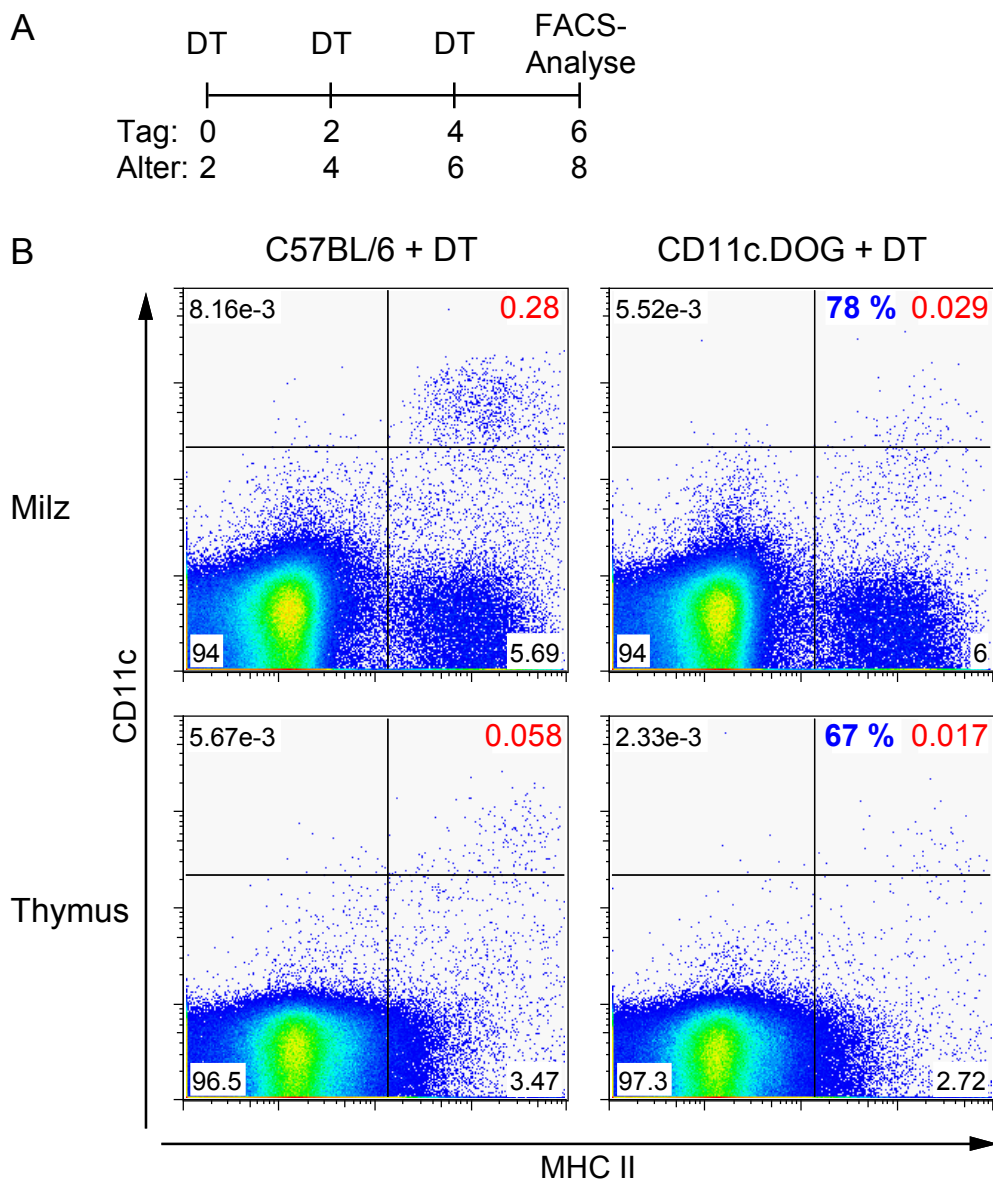 A
DT DT DT FACS-
Analyse
Tag: 0 2 4 6
Alter: 2 4 6 8
B
C57BL/6 + DT CD11c.DOG + DT
8.16e-3 0.28 5.52e-3 78 % 0.029
Milz
94 5.69 94 6
CD11c
5.67e-3 0.058 2.33e-3 67 % 0.017
Thymus
96.5 3.47 97.3 2.72
MHC II